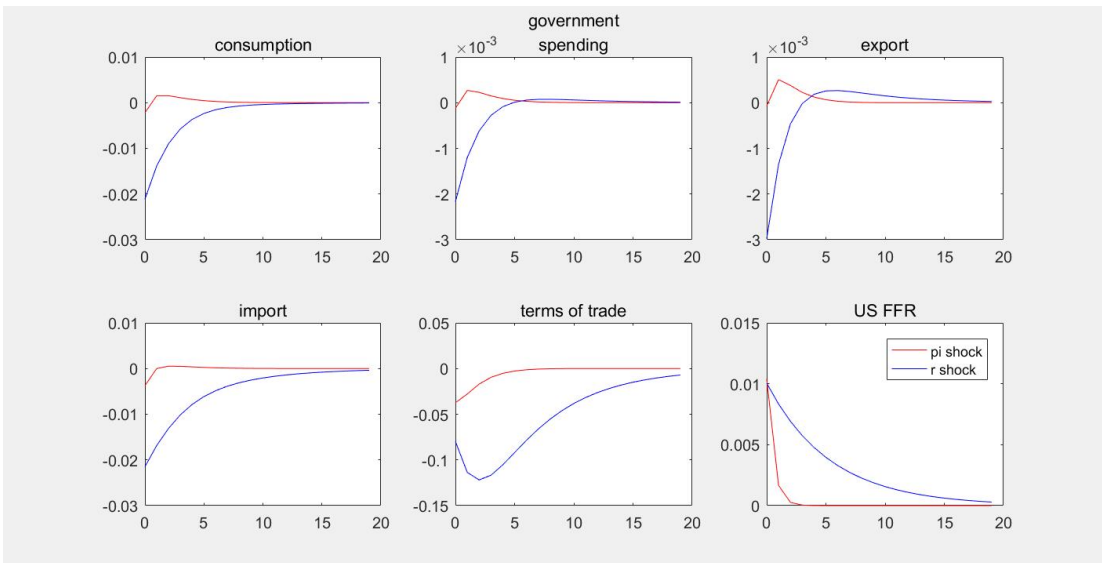 government
consumption
×10-3
spending
×10-3
export
0.01
0
-0.01
-0.02
-0.03
0 5 10 15 20
1
0
-1
-2
-3
0 5 10 15 20
1
0
-1
-2
-3
0 5 10 15 20
import
terms of trade
US FFR
0.01
0
-0.01
-0.02
-0.03
0 5 10 15 20
0.05
0
-0.05
-0.1
-0.15
0 5 10 15 20
0.015
0.01
0.005
0
0 5 10 15 20
pi shock
r shock